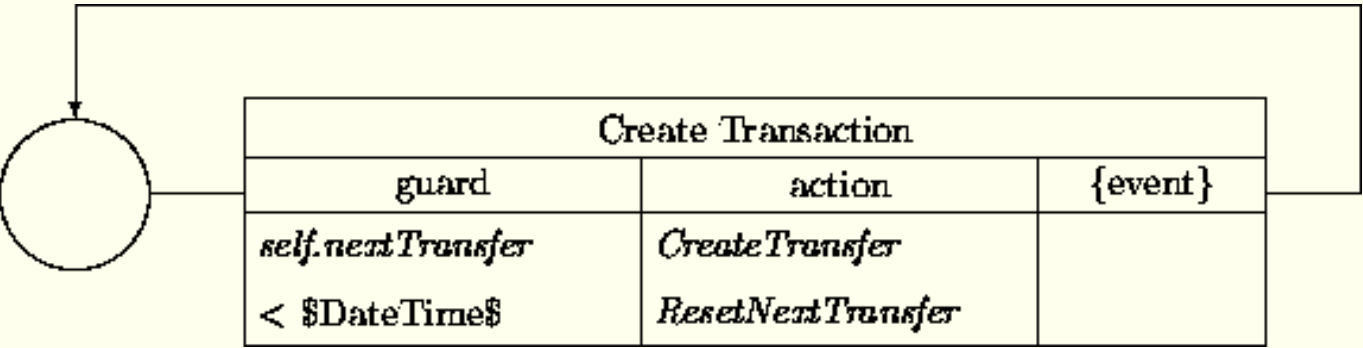 Create Transaction
guard action {event}
self.nextTransfer CreateTransfer
< $DateTime$ ResetNextTransfer